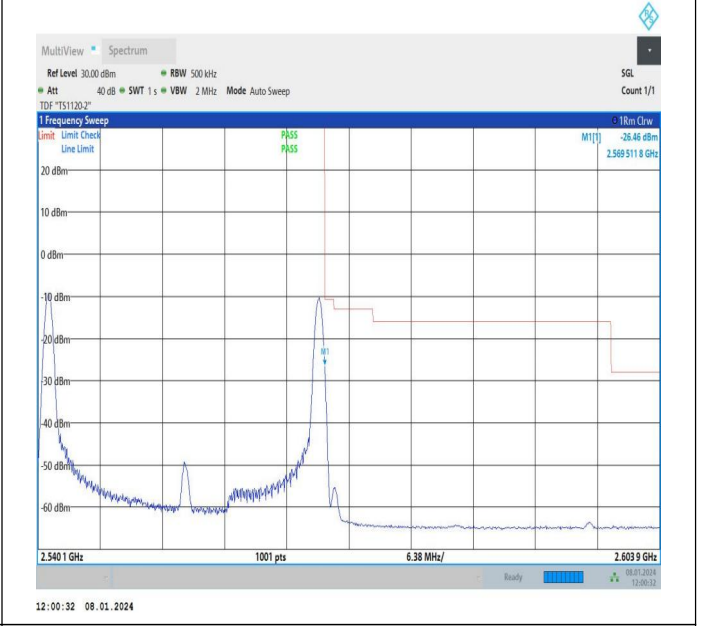 R S
MultiView Spectrum
Ref Level 30.00 dBm RBW 500 kHz SGL
Att 40 dB SWT 1 s VBW 2 MHz Mode Auto Sweep Count 1/1
TDF "TS1120-2"
1 Frequency Sweep 1Rm Clrw
Limit Limit Check PASS M1[1] -26.46 dBm
Line Limit PASS 2.569 511 8 GHz
20 dBm
10 dBm
0 dBm
-10 dBm
-20 dBm
M1
-30 dBm
-40 dBm
-50 dBm
-60 dBm
2.540 1 GHz 1001 pts 6.38 MHz/ 2.603 9 GHz
Ready 08.01.2024
12:00:32
12:00:32 08.01.2024